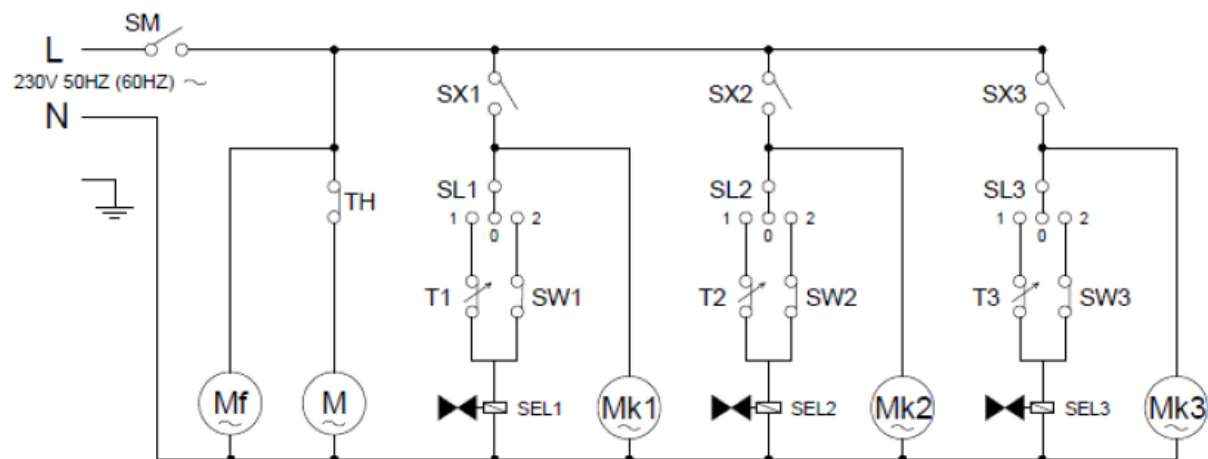 SM
L
230V 50HZ (60HZ) ～
N
SX1 SX2 SX3
TH
SL1 SL2 SL3
1 0 2 1 0 2 1 0 2
T1 SW1 T2 SW2 T3 SW3
Mf M SEL1 Mk1 SEL2 Mk2 SEL3 Mk3
～ ～ ～ ～ ～